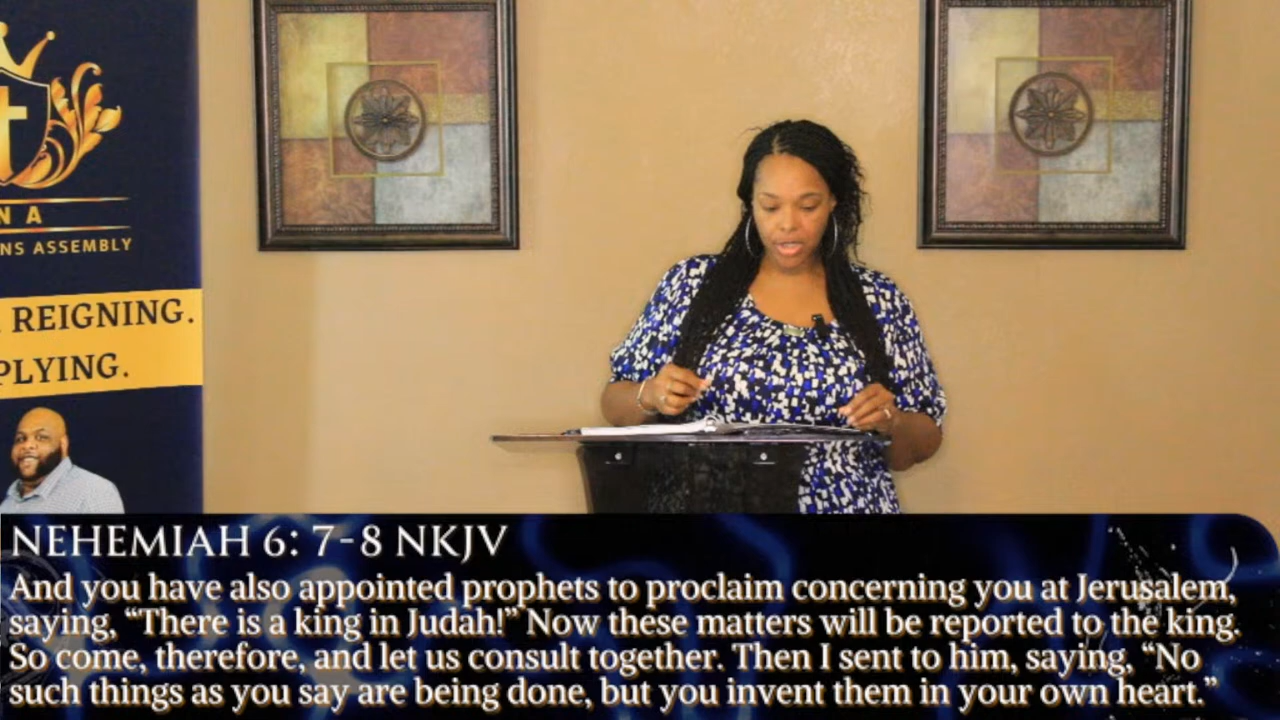 N A
NS ASSEMBLY
REIGNING.
PLYING.
NEHEMIAH 6: 7-8 NKJV
And you have also appointed prophets to proclaim concerning you at Jerusalem,
saying, “There is a king in Judah!” Now these matters will be reported to the king.
So come, therefore, and let us consult together. Then I sent to him, saying, “No
such things as you say are being done, but you invent them in your own heart.”